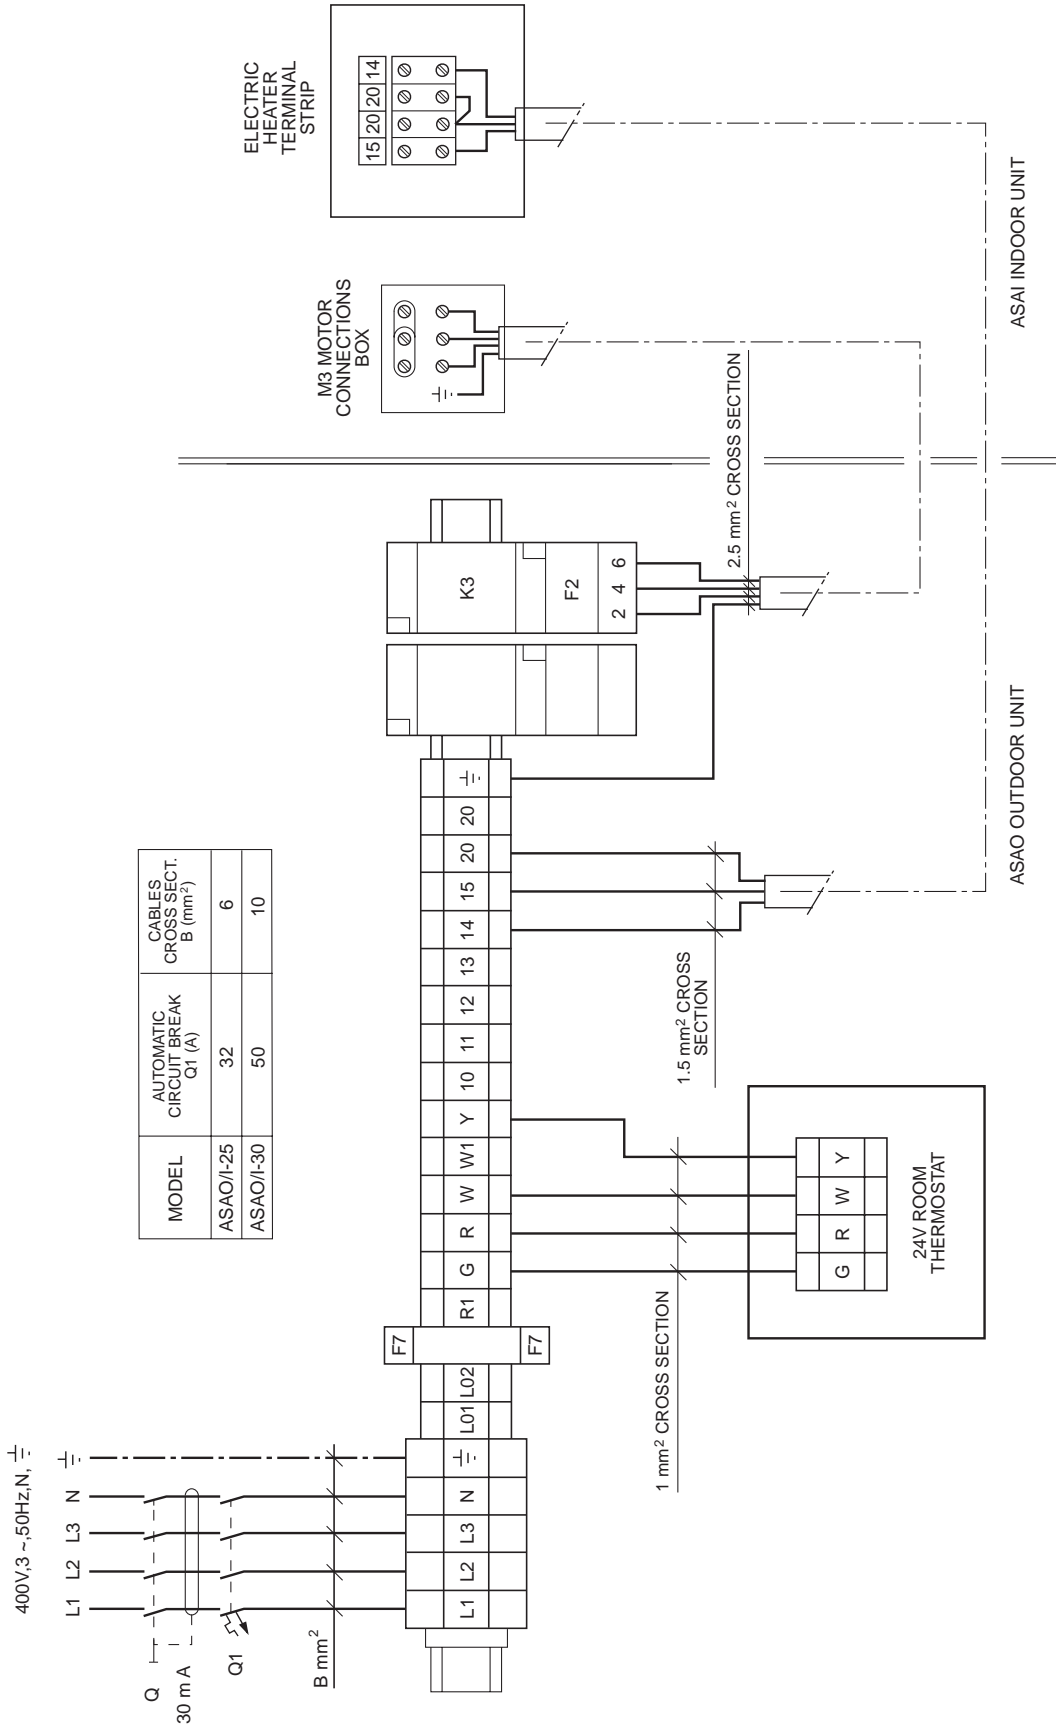 400V,3 ~,50Hz,N,
L1 L2 L3 N
Q
30 m A
Q1
B mm²
L1 L2 L3 N L01 L02 F7 R1 G R W W1 Y 10 11 12 13 14 15 20 20
F7
MODEL
AUTOMATIC
CIRCUIT BREAK
Q1 (A)
CABLES
CROSS SECT.
B (mm²)
ASAO/I-25 32 6
ASAO/I-30 50 10
K3
F2
2 4 6
1 mm² CROSS SECTION
1.5 mm² CROSS
SECTION
2.5 mm² CROSS SECTION
G R W Y
24V ROOM
THERMOSTAT
M3 MOTOR
CONNECTIONS
BOX
ELECTRIC
HEATER
TERMINAL
STRIP
15 20 20 14
ASAO OUTDOOR UNIT
ASAI INDOOR UNIT